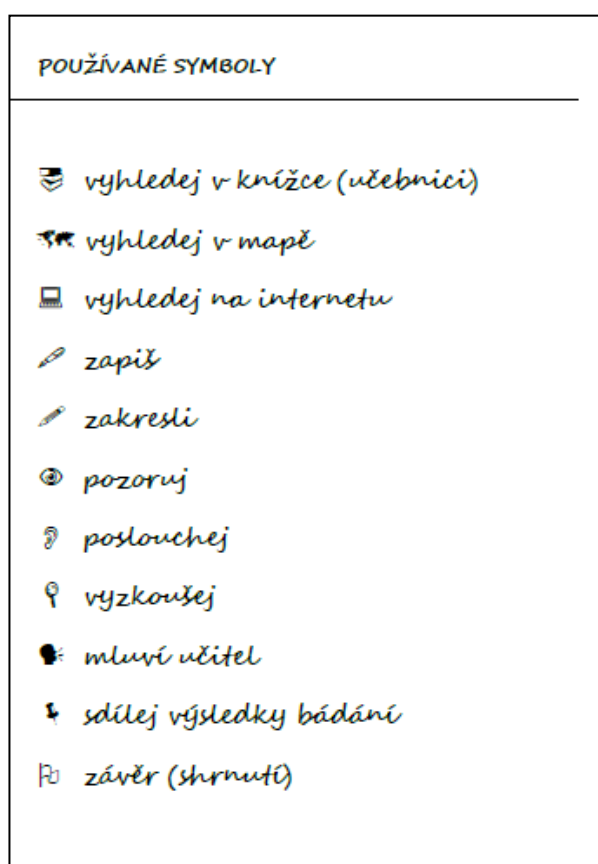 POUŽÍVANÉ SYMBOLY
vyhledej v knížce (učebnici)
vyhledej v mapě
vyhledej na internetu
zapiš
zakresli
pozoruj
poslouchej
vyzkoušej
mluví učitel
sdílej výsledky bádání
závěr (shrnutí)